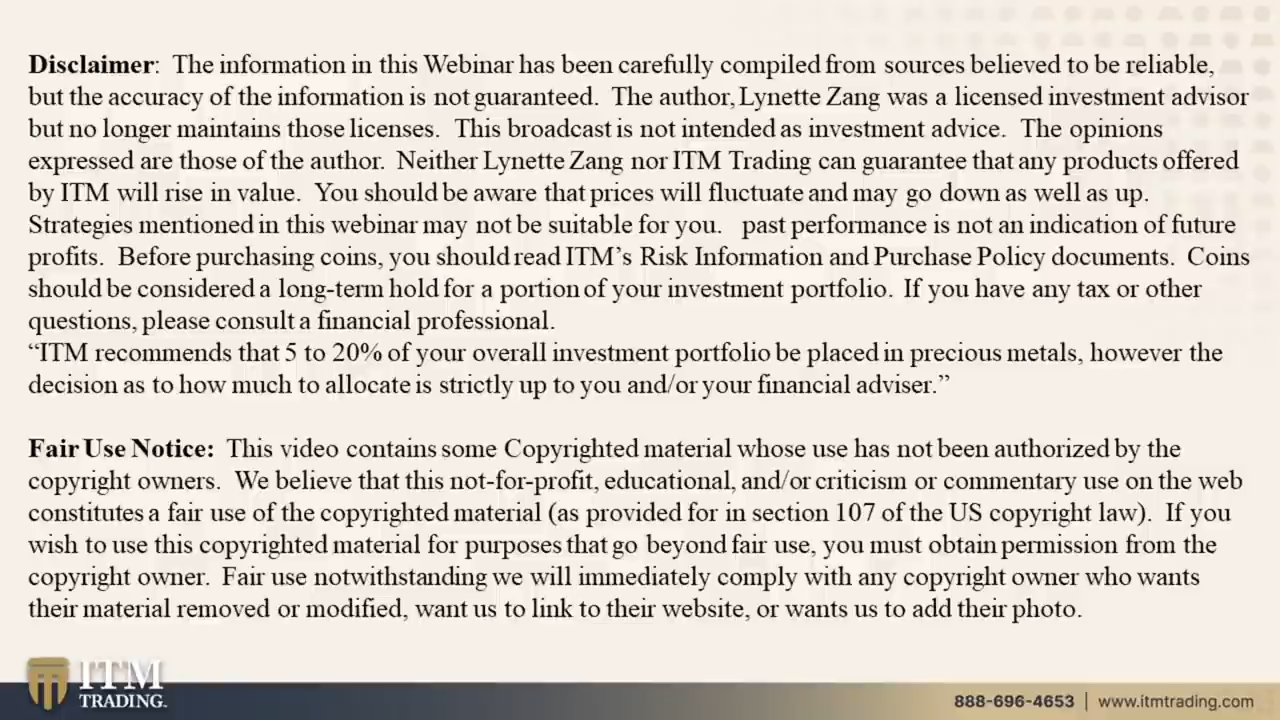 Disclaimer: The information in this Webinar has been carefully compiled from sources believed to be reliable,
but the accuracy of the information is not guaranteed. The author, Lynette Zang was a licensed investment advisor
but no longer maintains those licenses. This broadcast is not intended as investment advice. The opinions
expressed are those of the author. Neither Lynette Zang nor ITM Trading can guarantee that any products offered
by ITM will rise in value. You should be aware that prices will fluctuate and may go down as well as up.
Strategies mentioned in this webinar may not be suitable for you. past performance is not an indication of future
profits. Before purchasing coins, you should read ITM’s Risk Information and Purchase Policy documents. Coins
should be considered a long-term hold for a portion of your investment portfolio. If you have any tax or other
questions, please consult a financial professional.
“ITM recommends that 5 to 20% of your overall investment portfolio be placed in precious metals, however the
decision as to how much to allocate is strictly up to you and/or your financial adviser.”
Fair Use Notice: This video contains some Copyrighted material whose use has not been authorized by the
copyright owners. We believe that this not-for-profit, educational, and/or criticism or commentary use on the web
constitutes a fair use of the copyrighted material (as provided for in section 107 of the US copyright law). If you
wish to use this copyrighted material for purposes that go beyond fair use, you must obtain permission from the
copyright owner. Fair use notwithstanding we will immediately comply with any copyright owner who wants
their material removed or modified, want us to link to their website, or wants us to add their photo.
ITM
TRADING.
888-696-4653 | www.itmtrading.com